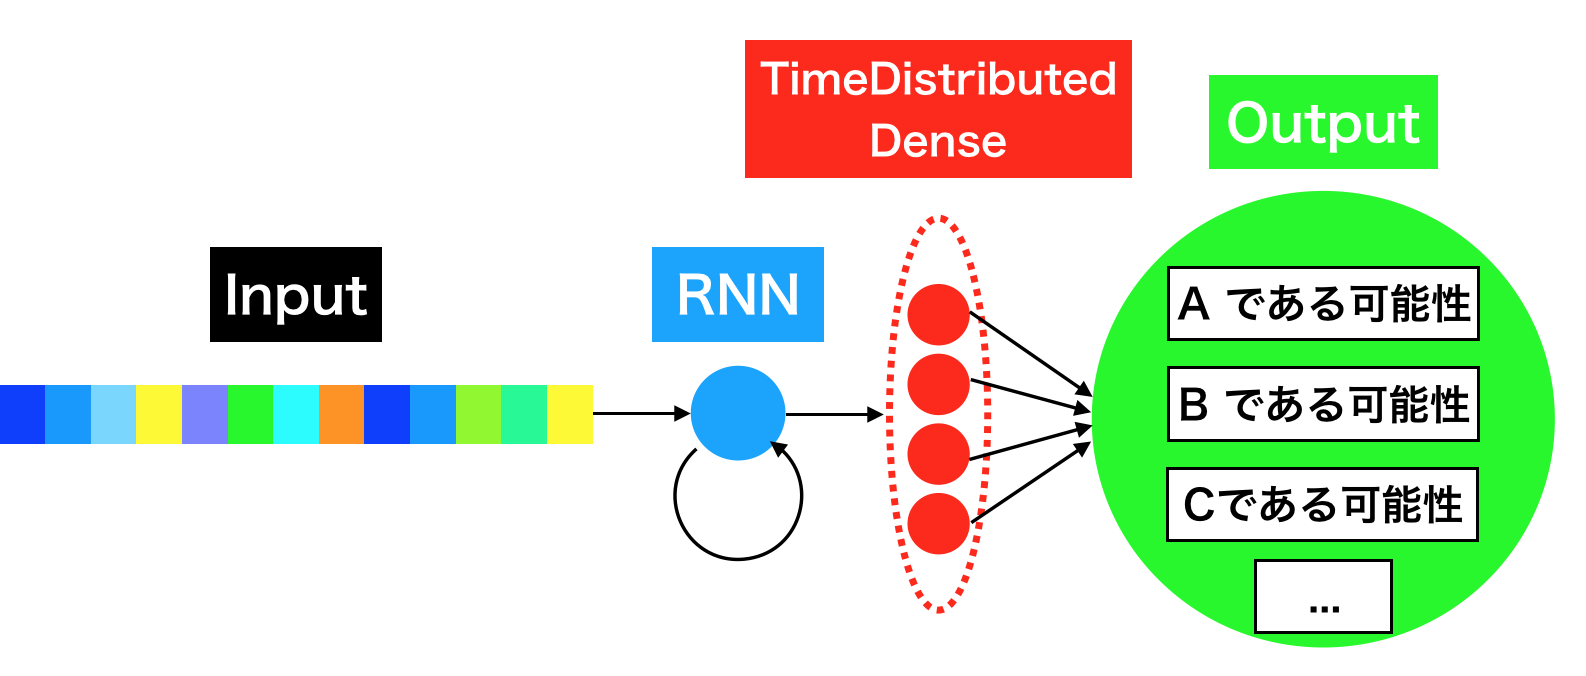 Input
RNN
TimeDistributed
Dense
Output
A である可能性
B である可能性
Cである可能性
...